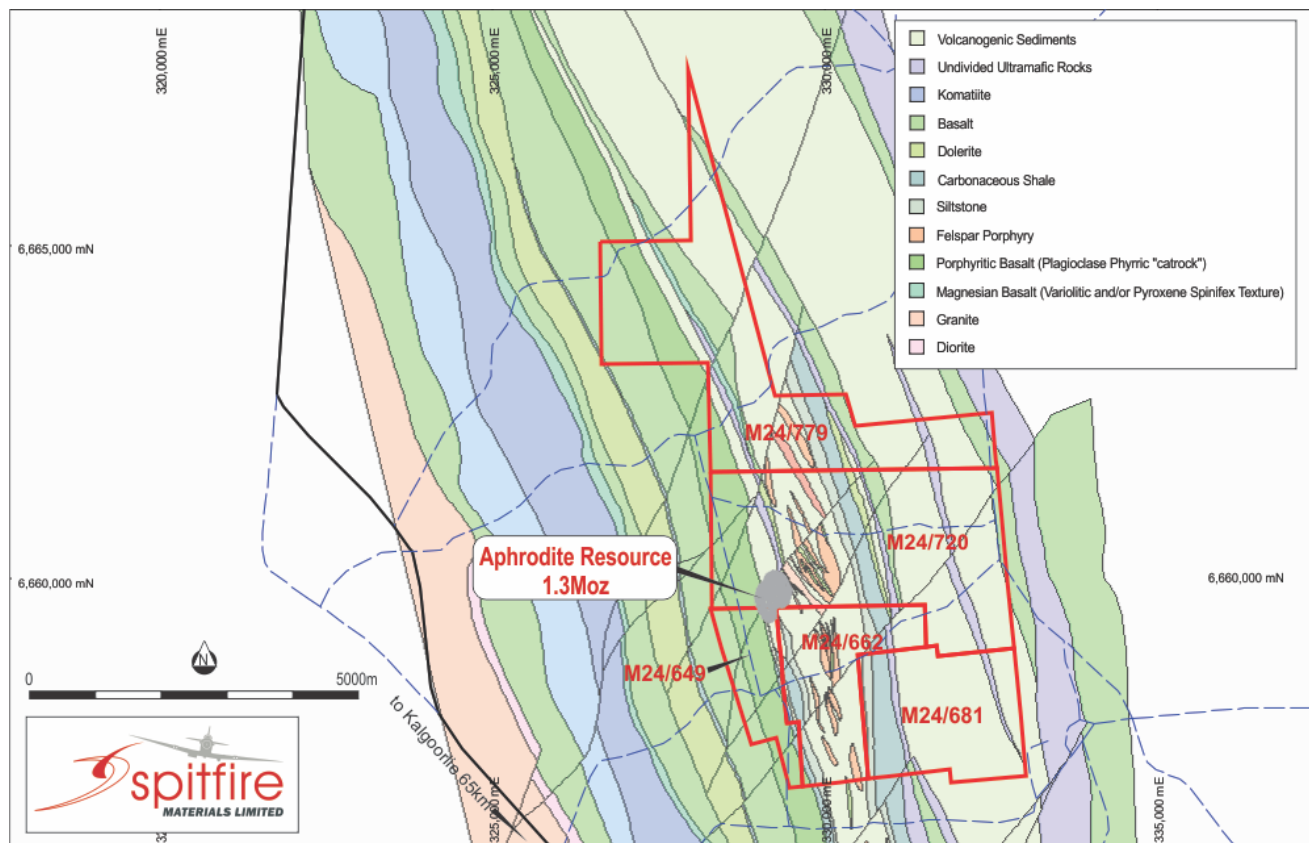 320,000 mE
325,000 mE
330,000 mE
Volcanogenic Sediments
Undivided Ultramafic Rocks
Komatiite
Basalt
Dolerite
Carbonaceous Shale
Siltstone
Felspar Porphyry
Porphyritic Basalt (Plagioclase Phyrric "catrock")
Magnesian Basalt (Variolitic and/or Pyroxene Spinifex Texture)
Granite
Diorite
6,665,000 mN
M24/779
M24/720
Aphrodite Resource
1.3Moz
6,660,000 mN
6,660,000 mN
M24/662
M24/649
M24/681
N
0
5000m
to Kalgoorlie 65km
spitfire
MATERIALS LIMITED
325,000 mE
330,000 mE
335,000 mE